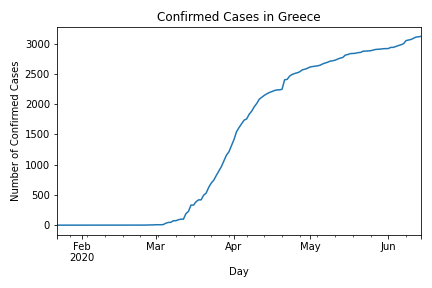 Confirmed Cases in Greece
3000
2500
2000
1500
1000
500
0
Number of Confirmed Cases
Feb Mar Apr May Jun
2020
Day